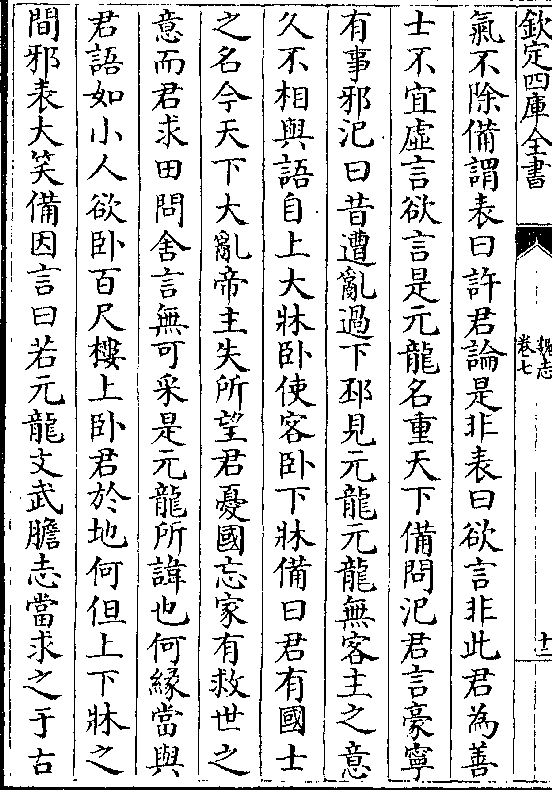 欽定四庫全書
魏志
卷七
十二
氣不除備謂表曰許君論是非表曰欲言非此君為善
士不宜虚言欲言是元龍名重天下備問汜君言豪寧
有事邪汜曰昔遭亂過下邳見元龍元龍無客主之意
久不相與語自上大牀卧使客卧下牀備曰君有國士
之名今天下大亂帝主失所望君憂國忘家有救世之
意而君求田問舍言無可采是元龍所諱也何緣當與
君語如小人欲卧百尺樓上卧君於地何但上下牀之
間邪表大笑備因言曰若元龍文武膽志當求之于古